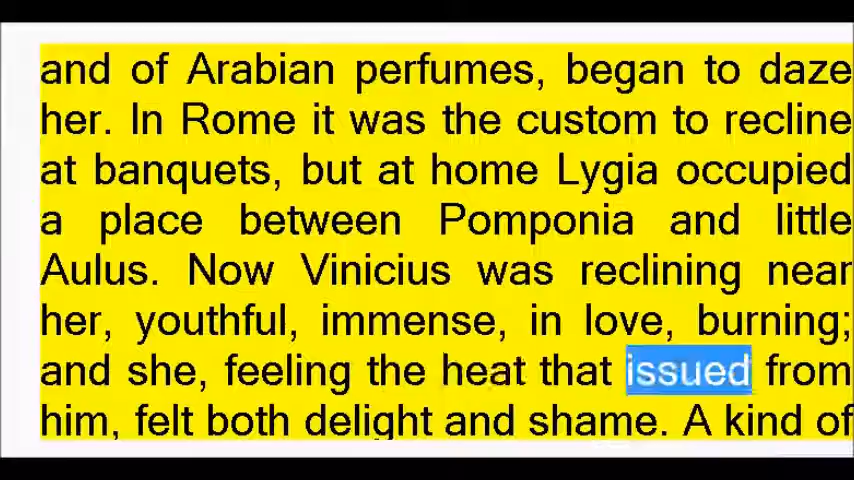 and of Arabian perfumes, began to daze
her. In Rome it was the custom to recline
at banquets, but at home Lygia occupied
a place between Pomponia and little
Aulus. Now Vinicius was reclining near
her, youthful, immense, in love, burning;
and she, feeling the heat that issued from
him, felt both delight and shame. A kind of